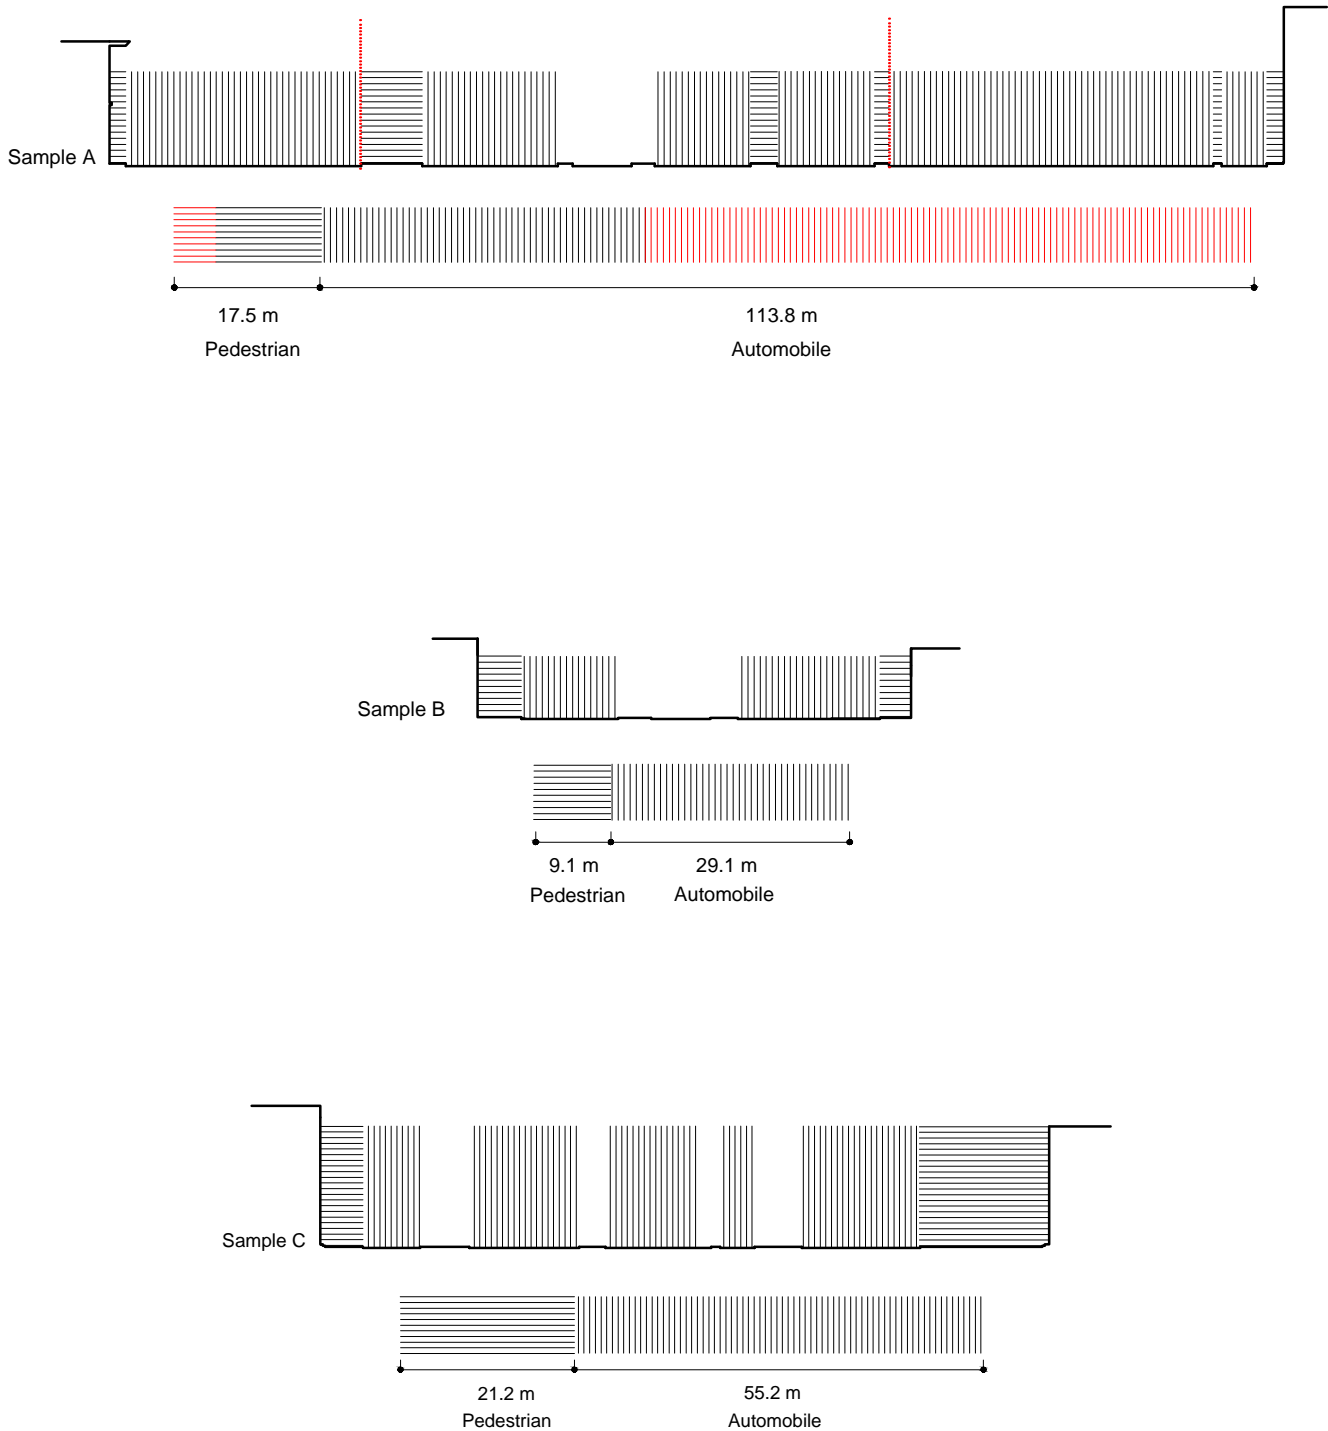 Sample A
17.5 m
113.8 m
Pedestrian
Automobile
Sample B
9.1 m
29.1 m
Pedestrian
Automobile
Sample C
21.2 m
55.2 m
Pedestrian
Automobile